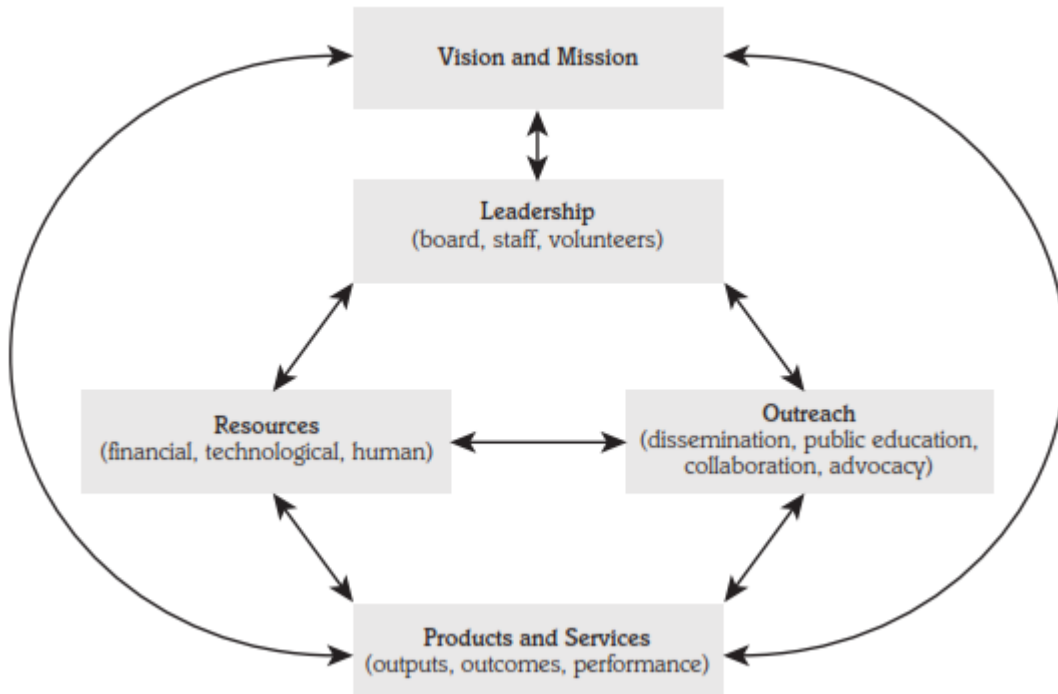 Vision and Mission
Leadership
(board, staff, volunteers)
Resources
(financial, technological, human)
Outreach
(dissemination, public education,
collaboration, advocacy)
Products and Services
(outputs, outcomes, performance)